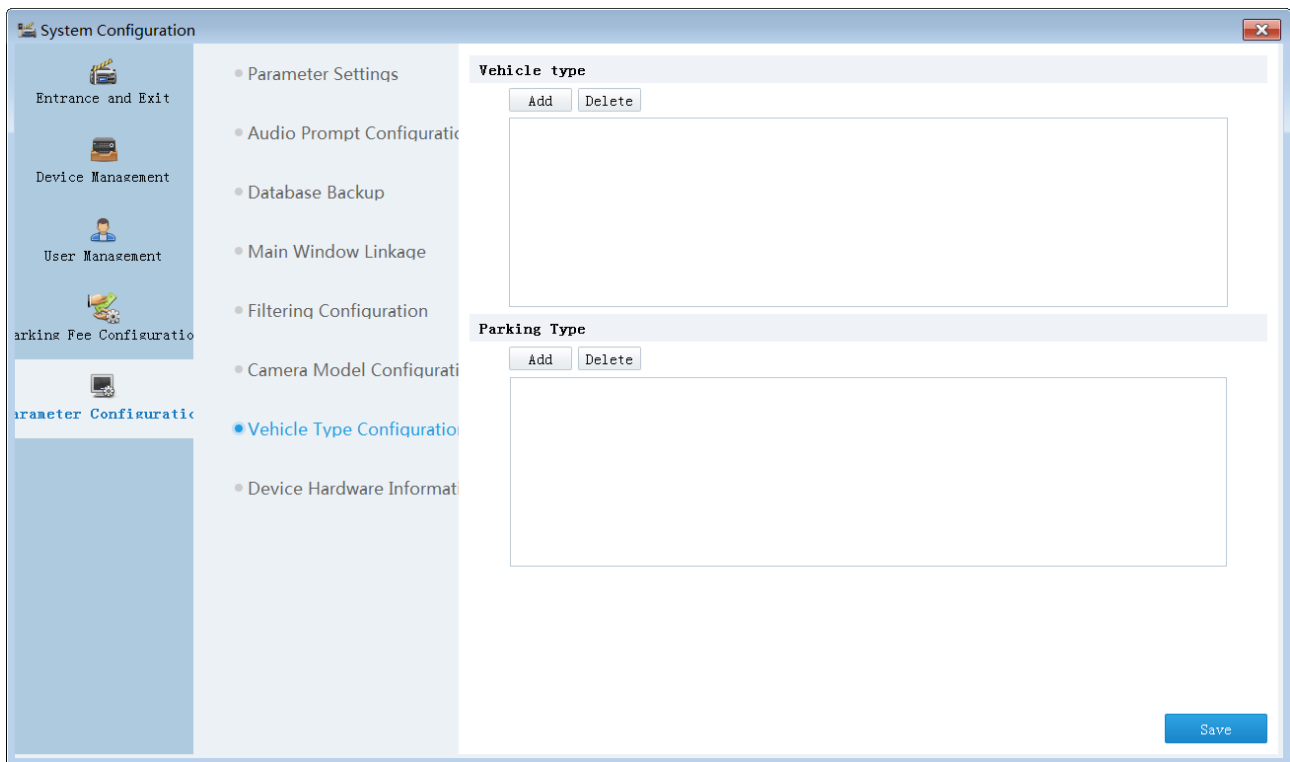 System Configuration
Entrance and Exit
Device Management
User Management
arking Fee Configuratio
arameter Configuratic
Parameter Settings
Audio Prompt Configuratic
Database Backup
Main Window Linkage
Filtering Configuration
Camera Model Configurati
Vehicle Type Configuratio
Device Hardware Informati
Vehicle type
Add Delete
Parking Type
Add Delete
Save